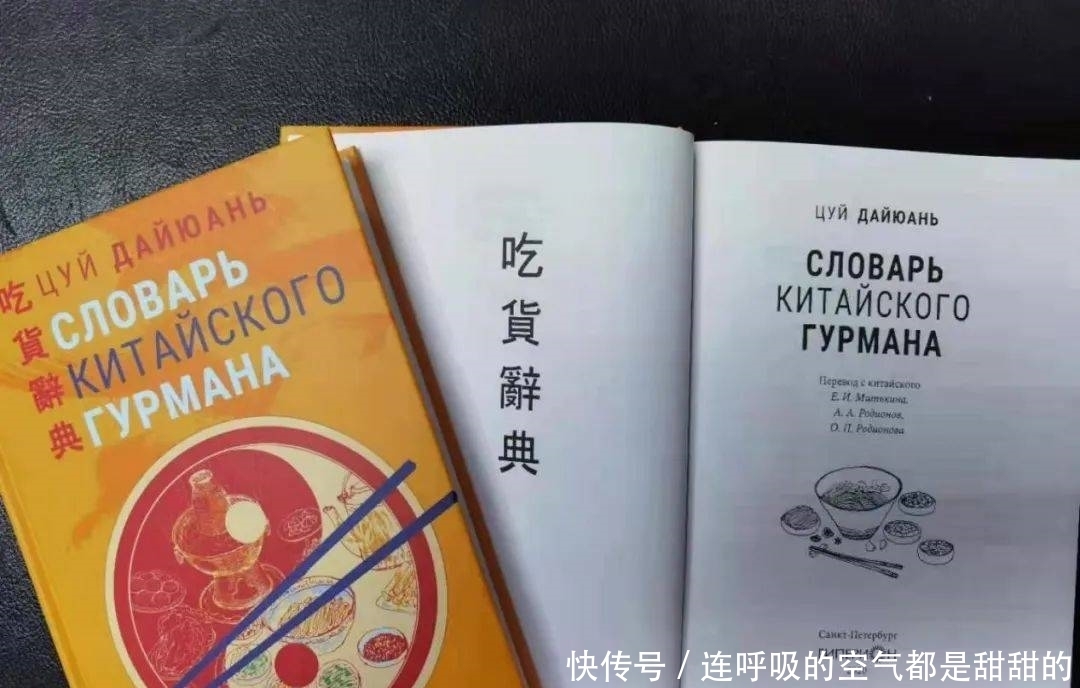 ЦУЙ ДАЙЮАНЬ
СЛОВАРЬ
КИТАЙСКОГО
ГУРМАНА
吃貨辭典
吃貨辭典
ЦУЙ ДАЙЮАНЬ
СЛОВАРЬ
КИТАЙСКОГО
ГУРМАНА
Перевод с китайского
Е. И. Митькина,
А. А. Родионов,
О. П. Родионова
Санкт-Петербург
ГИПЕРИОН
快传号 / 连呼吸的空气都是甜甜的